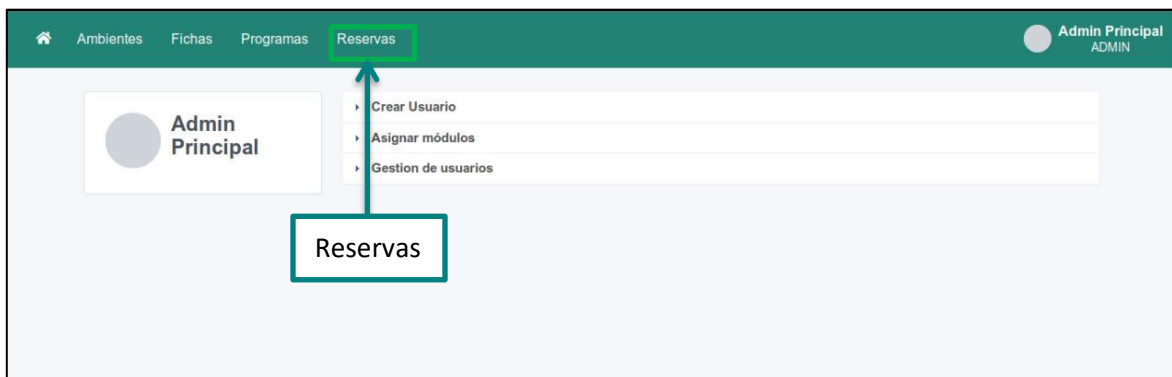 Ambientes Fichas Programas Reservas
Admin Principal
ADMIN
Admin
Principal
Crear Usuario
Asignar módulos
Gestion de usuarios
Reservas